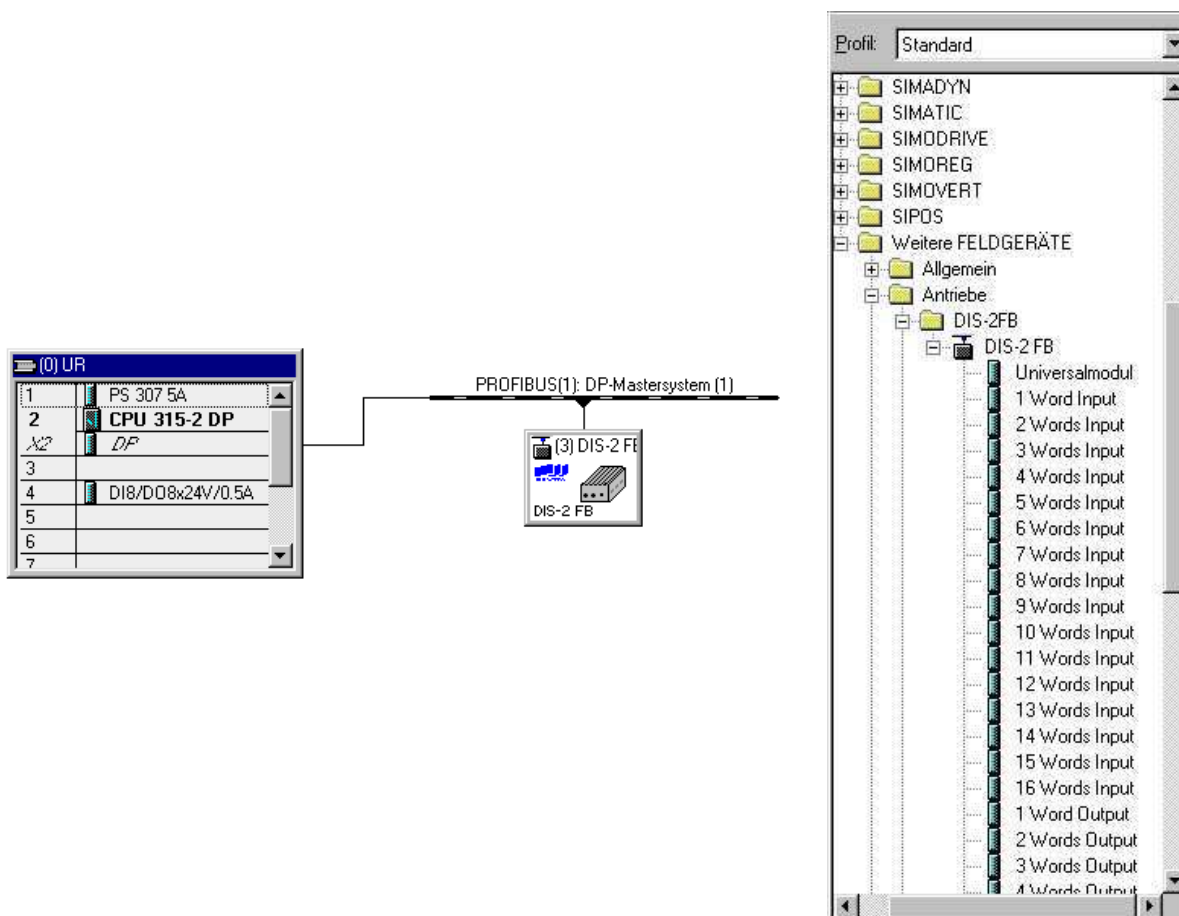 (0) UR
1 PS 307 5A
2 CPU 315-2 DP
X2 DP
3
4 DI8/DO8x24V/0.5A
5
6
7
PROFIBUS(1): DP-Mastersystem (1)
(3) DIS-2 FB
DIS-2 FB
Profil: Standard
SIMADYN
SIMATIC
SIMODRIVE
SIMOREG
SIMOVERT
SIPOS
Weitere FELDGERÄTE
Allgemein
Antriebe
DIS-2FB
DIS-2 FB
Universalmodul
1 Word Input
2 Words Input
3 Words Input
4 Words Input
5 Words Input
6 Words Input
7 Words Input
8 Words Input
9 Words Input
10 Words Input
11 Words Input
12 Words Input
13 Words Input
14 Words Input
15 Words Input
16 Words Input
1 Word Output
2 Words Output
3 Words Output
4 Words Output